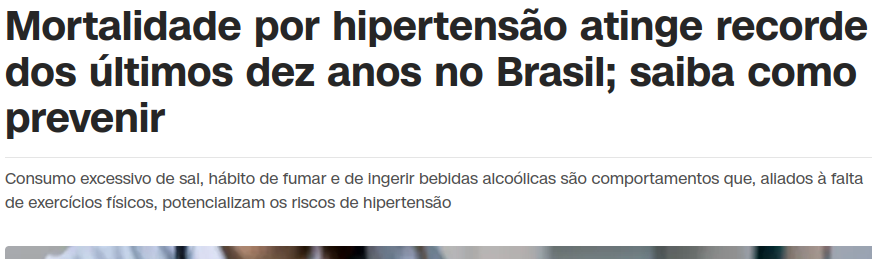 Mortalidade por hipertensão atinge recorde
dos últimos dez anos no Brasil; saiba como
prevenir
Consumo excessivo de sal, hábito de fumar e de ingerir bebidas alcoólicas são comportamentos que, aliados à falta
de exercícios físicos, potencializam os riscos de hipertensão